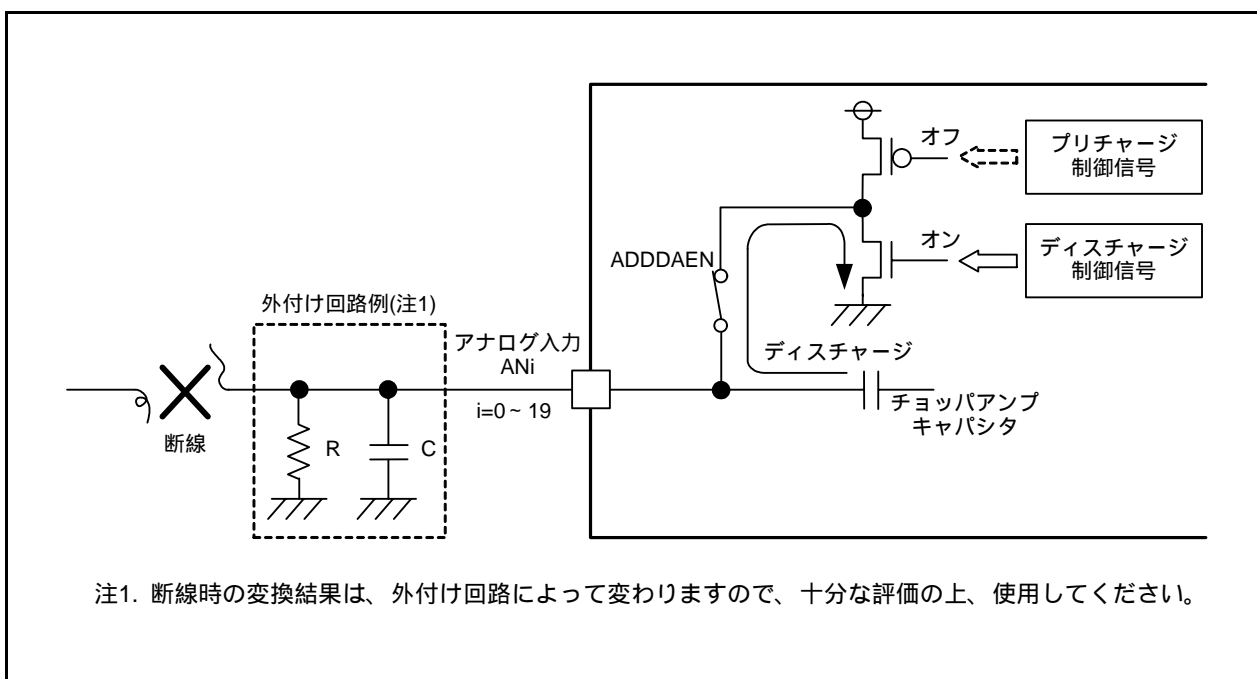 オフ
プリチャージ
制御信号
オン
ディスチャージ
制御信号
ADDDAEN
外付け回路例(注1)
アナログ入力
ANi
i=0~19
ディスチャージ
チョッパアンプ
キャパシタ
断線
R
C
注1. 断線時の変換結果は、外付け回路によって変わりますので、十分な評価の上、使用してください。